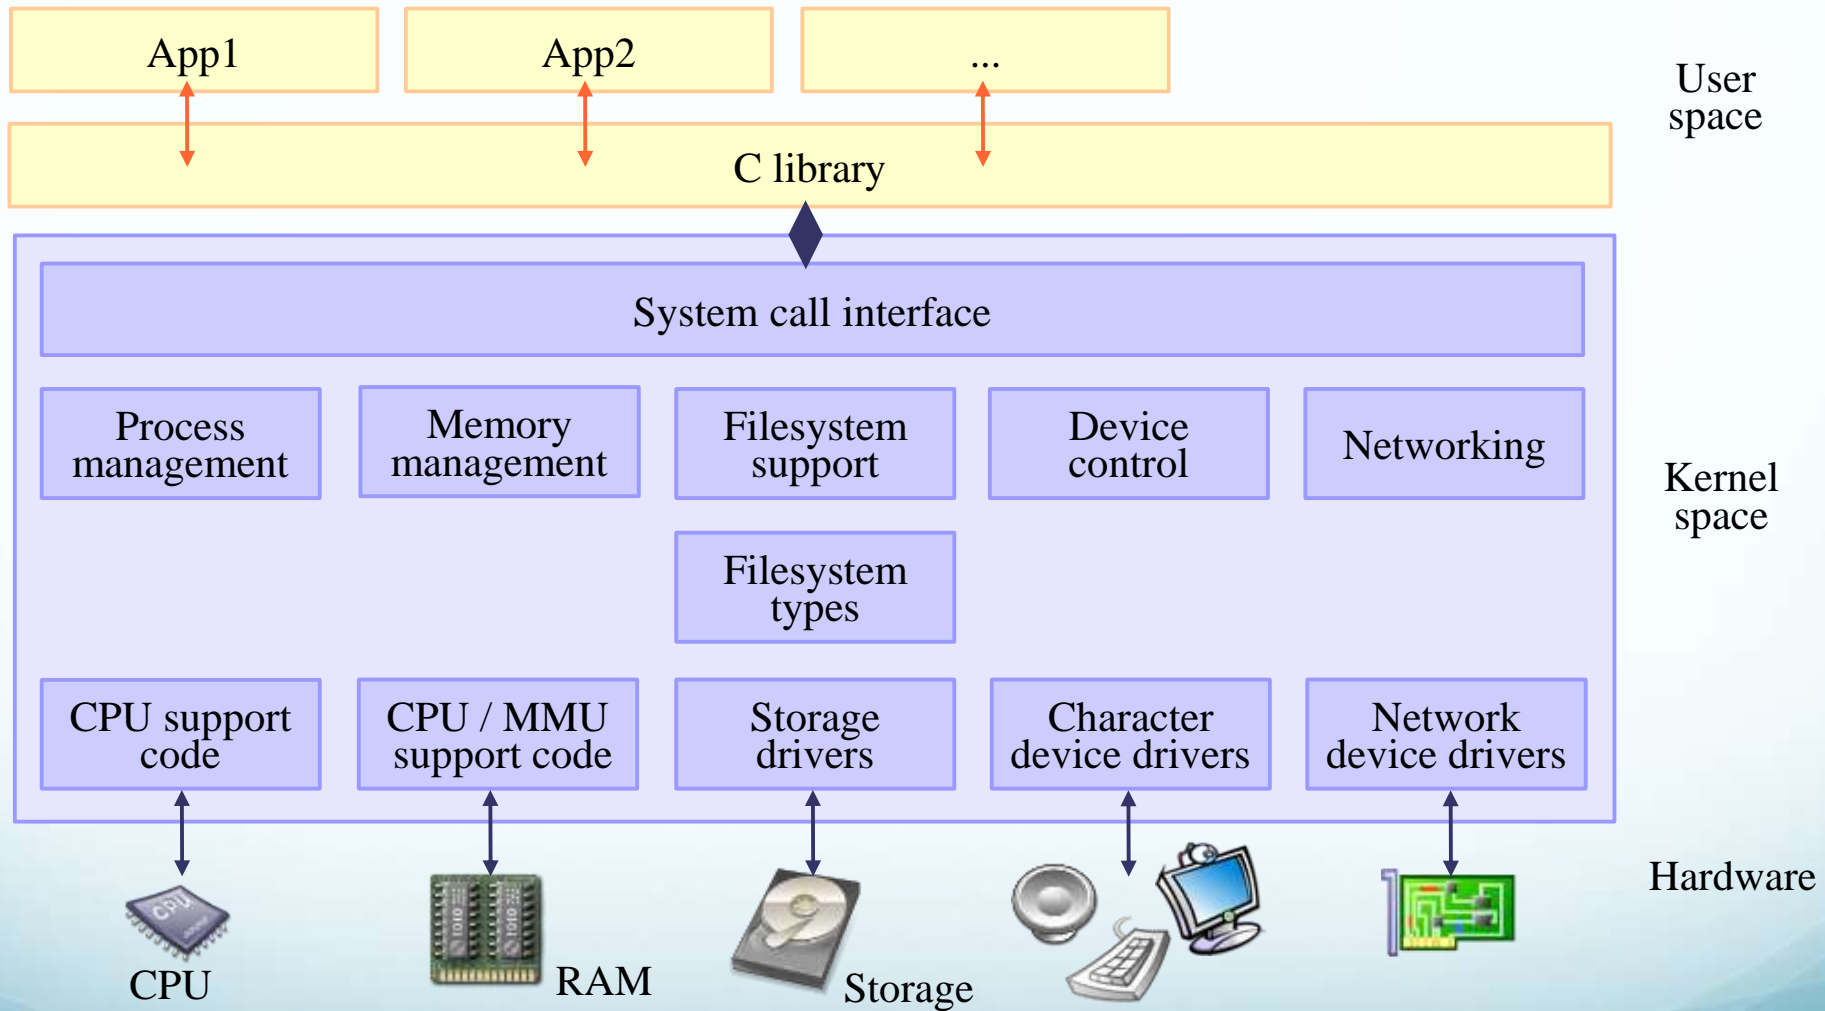 App1
App2
...
User
space
C library
System call interface
Process
management
Memory
management
Filesystem
support
Device
control
Networking
Kernel
space
Filesystem
types
CPU support
code
CPU / MMU
support code
Storage
drivers
Character
device drivers
Network
device drivers
Hardware
CPU
CPU
RAM
Storage